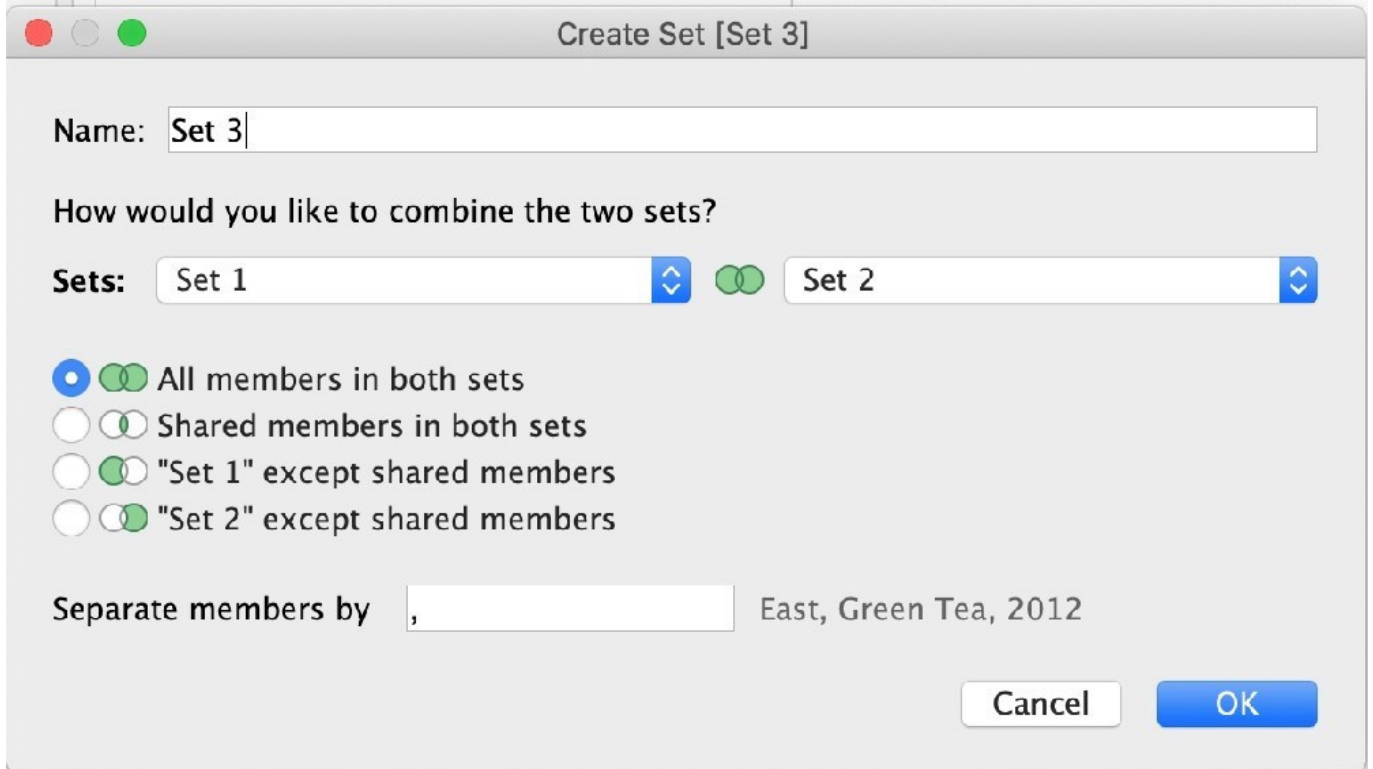 Create Set [Set 3]
Name: Set 3
How would you like to combine the two sets?
Sets: Set 1 Set 2
All members in both sets
Shared members in both sets
"Set 1" except shared members
"Set 2" except shared members
Separate members by , East, Green Tea, 2012
Cancel OK